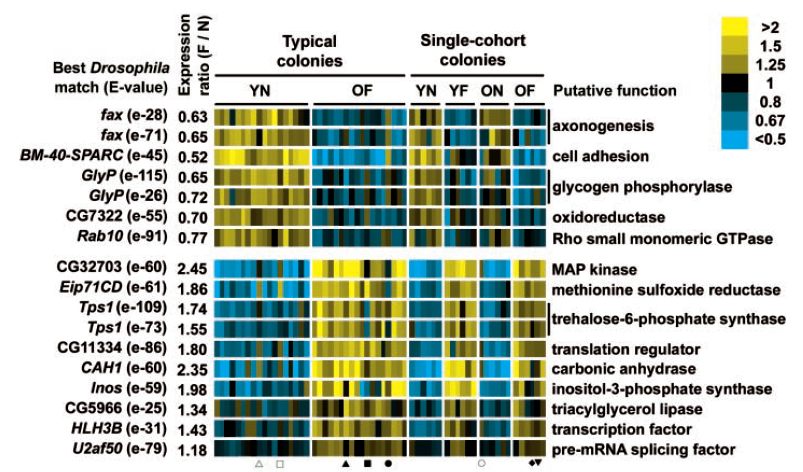 Typical colonies
Single-cohort colonies
Best Drosophila match (E-value)
Expression ratio (F / N)
YN OF YN YF ON OF
Putative function
>2
1.5
1.25
1
0.8
0.67
<0.5
fax (e-28) 0.63
fax (e-71) 0.65
axonogenesis
BM-40-SPARC (e-45) 0.52 cell adhesion
GlyP (e-115) 0.65
GlyP (e-26) 0.72
glycogen phosphorylase
CG7322 (e-55) 0.70 oxidoreductase
Rab10 (e-91) 0.77 Rho small monomeric GTPase
CG32703 (e-60) 2.45 MAP kinase
Eip71CD (e-61) 1.86 methionine sulfoxide reductase
Tps1 (e-109) 1.74
Tps1 (e-73) 1.55
trehalose-6-phosphate synthase
CG11334 (e-86) 1.80 translation regulator
CAH1 (e-60) 2.35 carbonic anhydrase
Inos (e-59) 1.98 inositol-3-phosphate synthase
CG5966 (e-25) 1.34 triacylglycerol lipase
HLH3B (e-31) 1.43 transcription factor
U2af50 (e-79) 1.18 pre-mRNA splicing factor